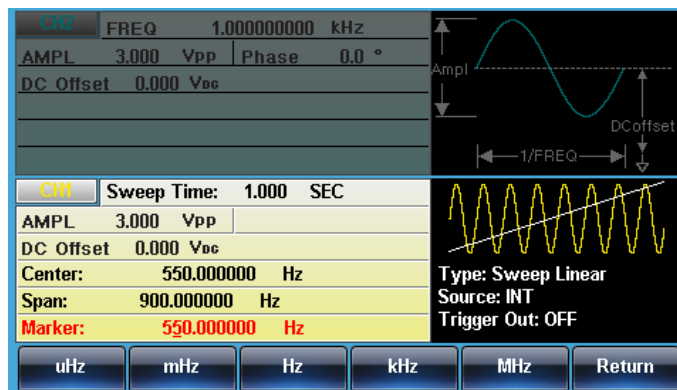 CH2 FREQ 1.000000000 kHz
AMPL 3.000 Vpp Phase 0.0 °
DC Offset 0.000 VDC
Ampl
DCoffset
1/FREQ
CH1 Sweep Time: 1.000 SEC
AMPL 3.000 Vpp
DC Offset 0.000 VDC
Center: 550.000000 Hz
Span: 900.000000 Hz
Marker: 550.000000 Hz
Type: Sweep Linear
Source: INT
Trigger Out: OFF
uHz mHz Hz kHz MHz Return